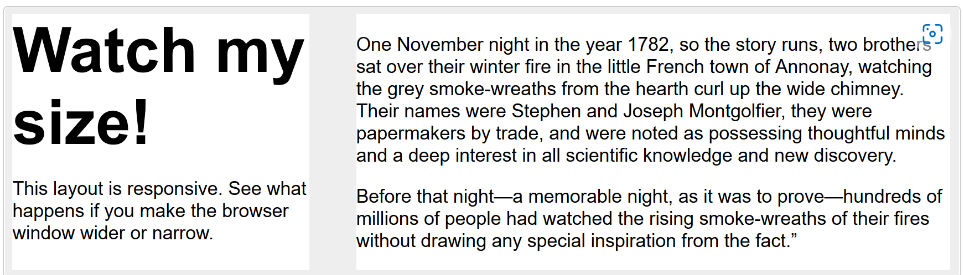 Watch my
size!
This layout is responsive. See what
happens if you make the browser
window wider or narrow.
One November night in the year 1782, so the story runs, two brothers
sat over their winter fire in the little French town of Annonay, watching
the grey smoke-wreaths from the hearth curl up the wide chimney.
Their names were Stephen and Joseph Montgolfier, they were
papermakers by trade, and were noted as possessing thoughtful minds
and a deep interest in all scientific knowledge and new discovery.
Before that night—a memorable night, as it was to prove—hundreds of
millions of people had watched the rising smoke-wreaths of their fires
without drawing any special inspiration from the fact.”